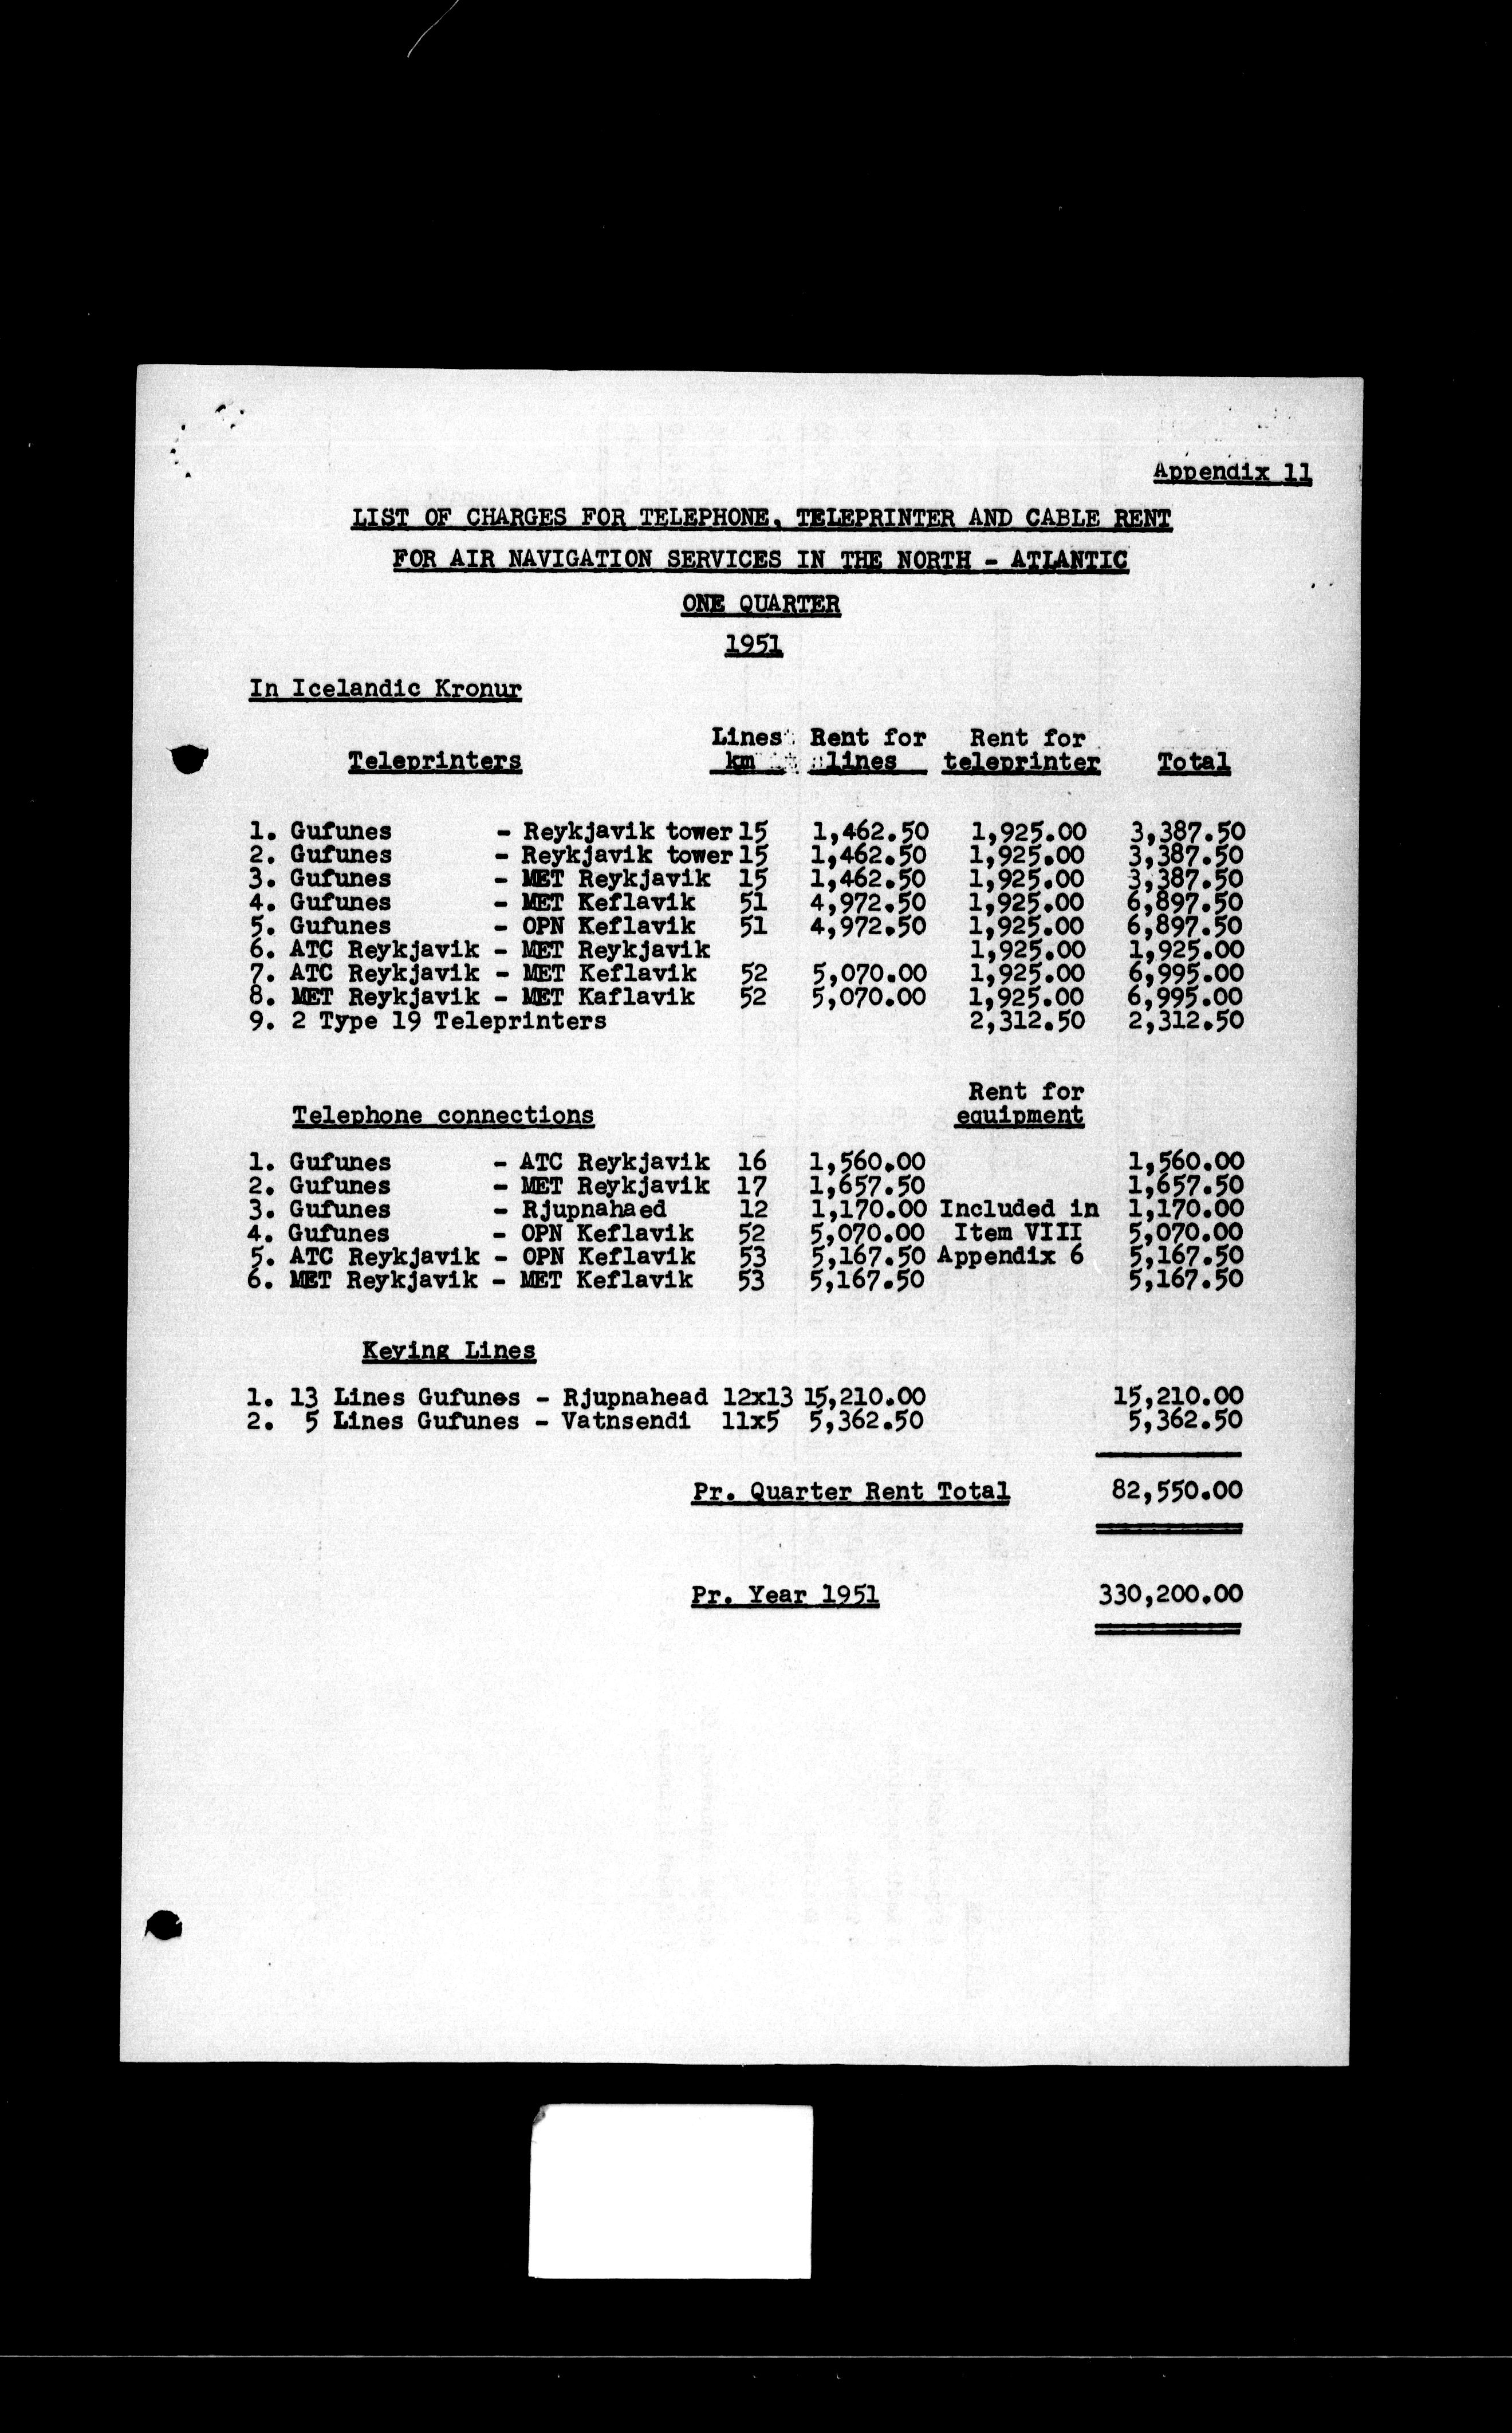 Appendix 11
LIST OF CHARGES FOR TELEPHONE, TELEPRINTER AND CABLE RENT
FOR AIR NAVIGATION SERVICES IN THE NORTH - ATLANTIC
ONE QUARTER
1951
In Icelandic Kronur
Lines Rent for Rent for
Teleprinters km lines teleprinter Total
1. Gufunes - Reykjavik tower 15 1,462.50 1,925.00 3,387.50
2. Gufunes - Reykjavik tower 15 1,462.50 1,925.00 3,387.50
3. Gufunes - MET Reykjavik 15 1,462.50 1,925.00 3,387.50
4. Gufunes - MET Keflavik 51 4,972.50 1,925.00 6,897.50
5. Gufunes - OPN Keflavik 51 4,972.50 1,925.00 6,897.50
6. ATC Reykjavik - MET Reykjavik 1,925.00 1,925.00
7. ATC Reykjavik - MET Keflavik 52 5,070.00 1,925.00 6,995.00
8. MET Reykjavik - MET Kaflavik 52 5,070.00 1,925.00 6,995.00
9. 2 Type 19 Teleprinters 2,312.50 2,312.50
Rent for
Telephone connections equipment
1. Gufunes - ATC Reykjavik 16 1,560.00 1,560.00
2. Gufunes - MET Reykjavik 17 1,657.50 1,657.50
3. Gufunes - Rjupnahaed 12 1,170.00 Included in 1,170.00
4. Gufunes - OPN Keflavik 52 5,070.00 Item VIII 5,070.00
5. ATC Reykjavik - OPN Keflavik 53 5,167.50 Appendix 6 5,167.50
6. MET Reykjavik - MET Keflavik 53 5,167.50 5,167.50
Keying Lines
1. 13 Lines Gufunes - Rjupnahead 12x13 15,210.00 15,210.00
2. 5 Lines Gufunes - Vatnsendi 11x5 5,362.50 5,362.50
Pr. Quarter Rent Total 82,550.00
Pr. Year 1951 330,200.00